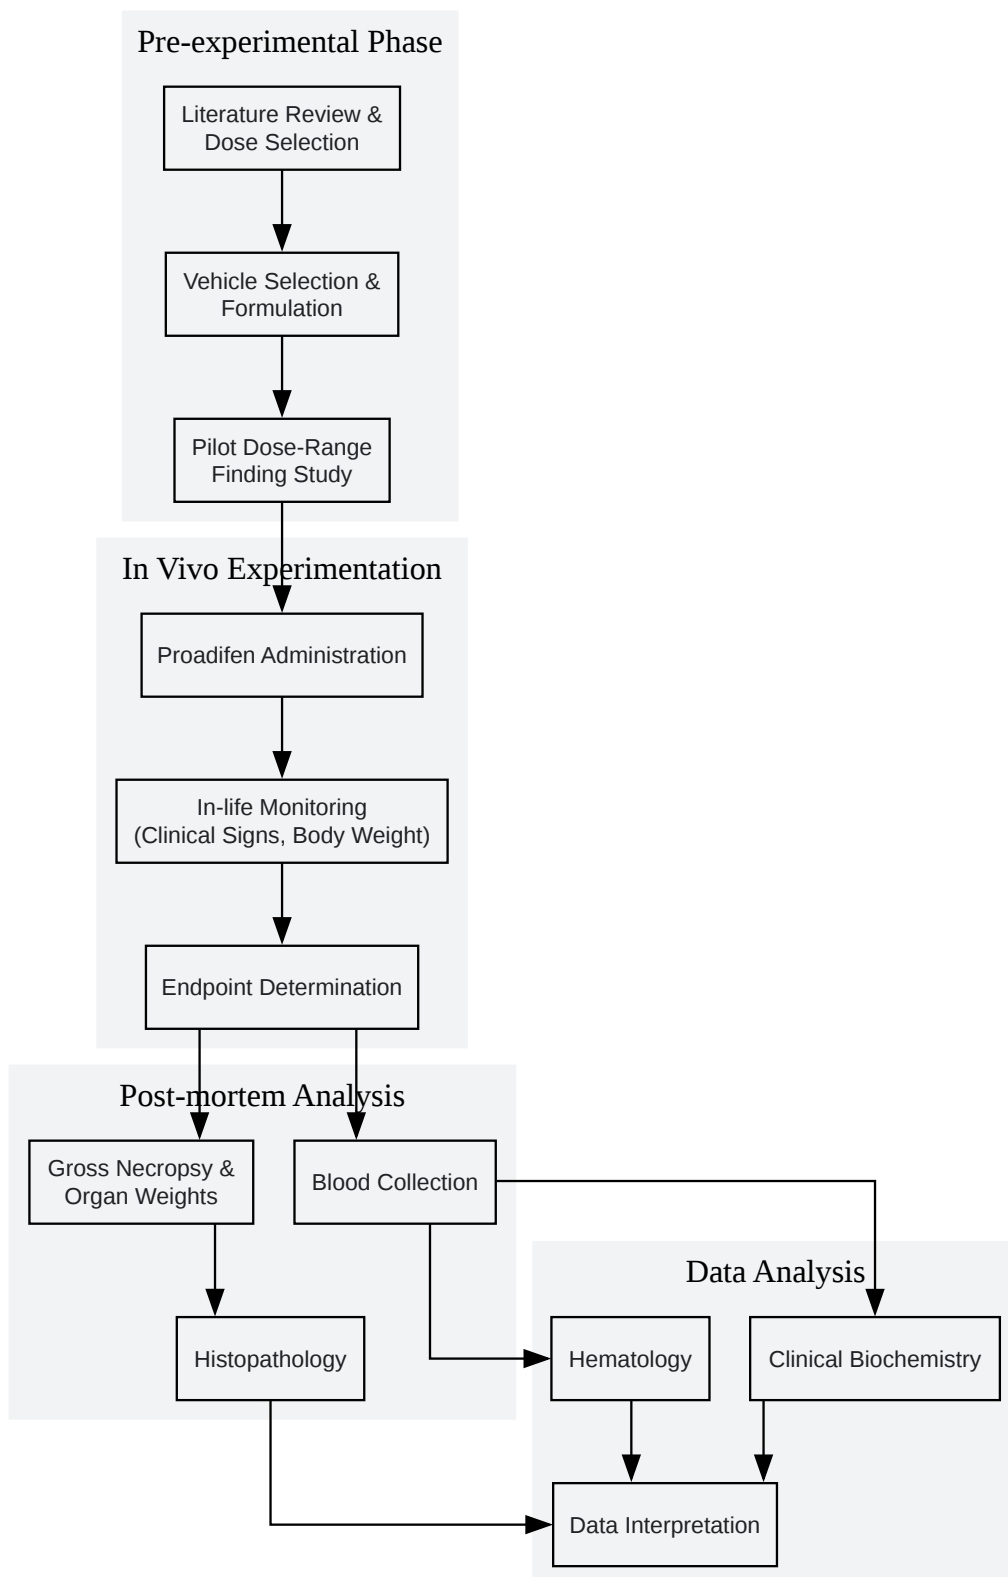 Pre-experimental Phase
Literature Review &
Dose Selection
Vehicle Selection &
Formulation
Pilot Dose-Range
Finding Study
In Vivo Experimentation
Proadifen Administration
In-life Monitoring
(Clinical Signs, Body Weight)
Endpoint Determination
Post-mortem Analysis
Gross Necropsy &
Organ Weights
Blood Collection
Histopathology
Data Analysis
Hematology
Clinical Biochemistry
Data Interpretation